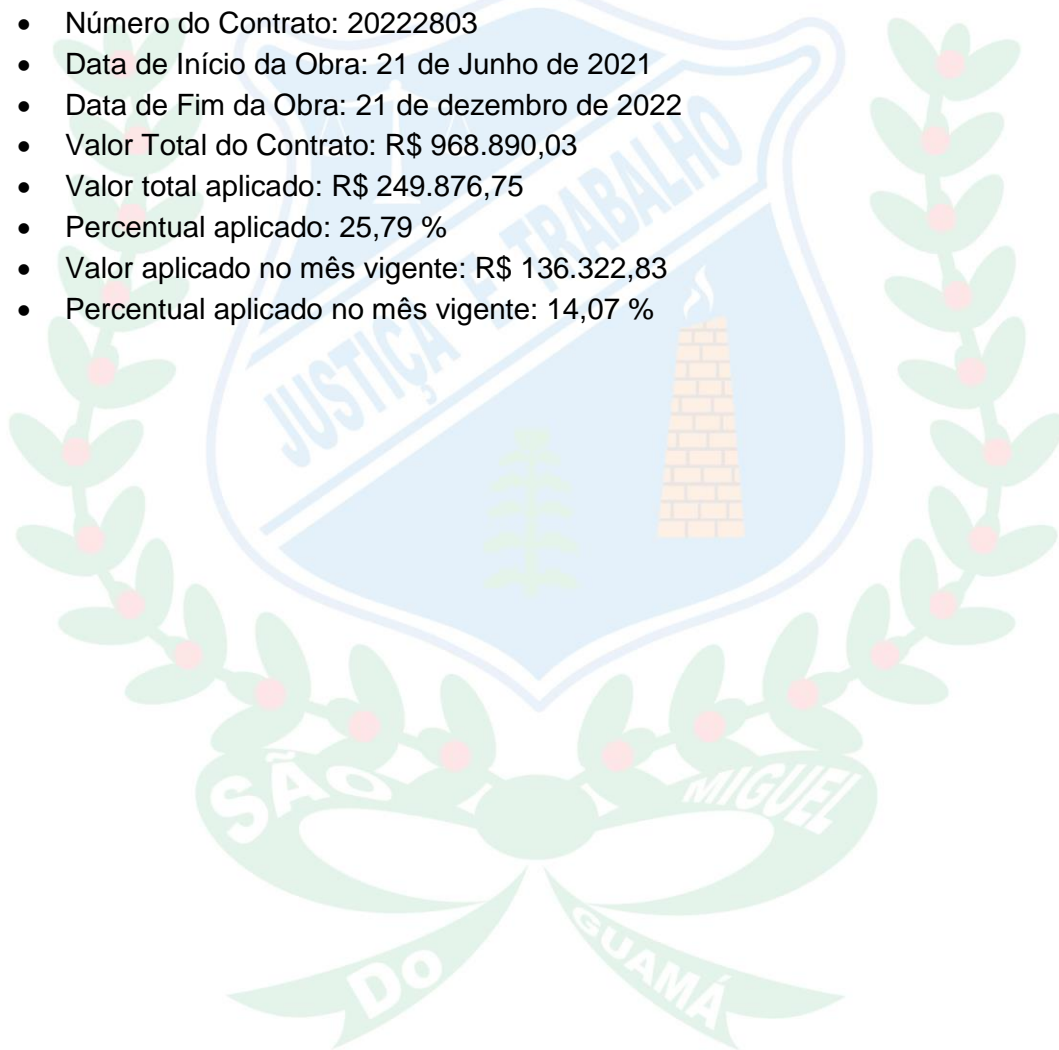 • Número do Contrato: 20222803
• Data de Início da Obra: 21 de Junho de 2021
• Data de Fim da Obra: 21 de dezembro de 2022
• Valor Total do Contrato: R$ 968.890,03
• Valor total aplicado: R$ 249.876,75
• Percentual aplicado: 25,79 %
• Valor aplicado no mês vigente: R$ 136.322,83
• Percentual aplicado no mês vigente: 14,07 %
JUSTIÇA E TRABALHO
SÃO MIGUEL
DO GUAMÁ